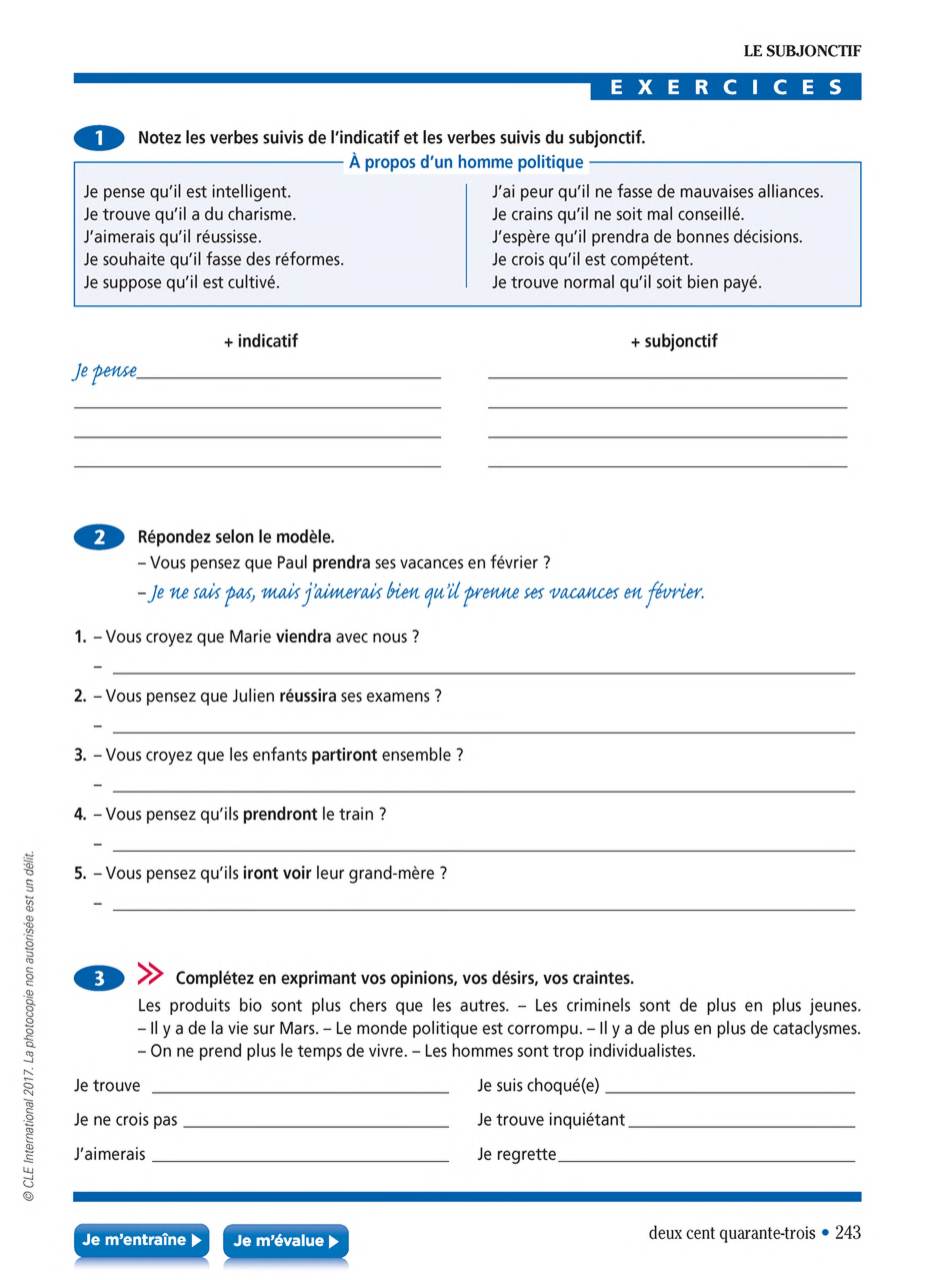 LE SUBJONCTIF
EXERCICES
1 Notez les verbes suivis de l'indicatif et les verbes suivis du subjonctif.
À propos d'un homme politique
Je pense qu'il est intelligent.
Je trouve qu'il a du charisme.
J'aimerais qu'il réussisse.
Je souhaite qu'il fasse des réformes.
Je suppose qu'il est cultivé.
J'ai peur qu'il ne fasse de mauvaises alliances.
Je crains qu'il ne soit mal conseillé.
J'espère qu'il prendra de bonnes décisions.
Je crois qu'il est compétent.
Je trouve normal qu'il soit bien payé.
+ indicatif
Je pense
+ subjonctif
2 Répondez selon le modèle.
– Vous pensez que Paul prendra ses vacances en février ?
– Je ne sais pas, mais j'aimerais bien qu'il prenne ses vacances en février.
1. – Vous croyez que Marie viendra avec nous ?
–
2. – Vous pensez que Julien réussira ses examens ?
–
3. – Vous croyez que les enfants partiront ensemble ?
–
4. – Vous pensez qu'ils prendront le train ?
–
5. – Vous pensez qu'ils iront voir leur grand-mère ?
–
3 Complétez en exprimant vos opinions, vos désirs, vos craintes.
Les produits bio sont plus chers que les autres. – Les criminels sont de plus en plus jeunes.
– Il y a de la vie sur Mars. – Le monde politique est corrompu. – Il y a de plus en plus de cataclysmes.
– On ne prend plus le temps de vivre. – Les hommes sont trop individualistes.
Je trouve
Je ne crois pas
J'aimerais
Je suis choqué(e)
Je trouve inquiétant
Je regrette
© CLE International 2017. La photocopie non autorisée est un délit.
Je m'entraîne
Je m'évalue
deux cent quarante-trois • 243